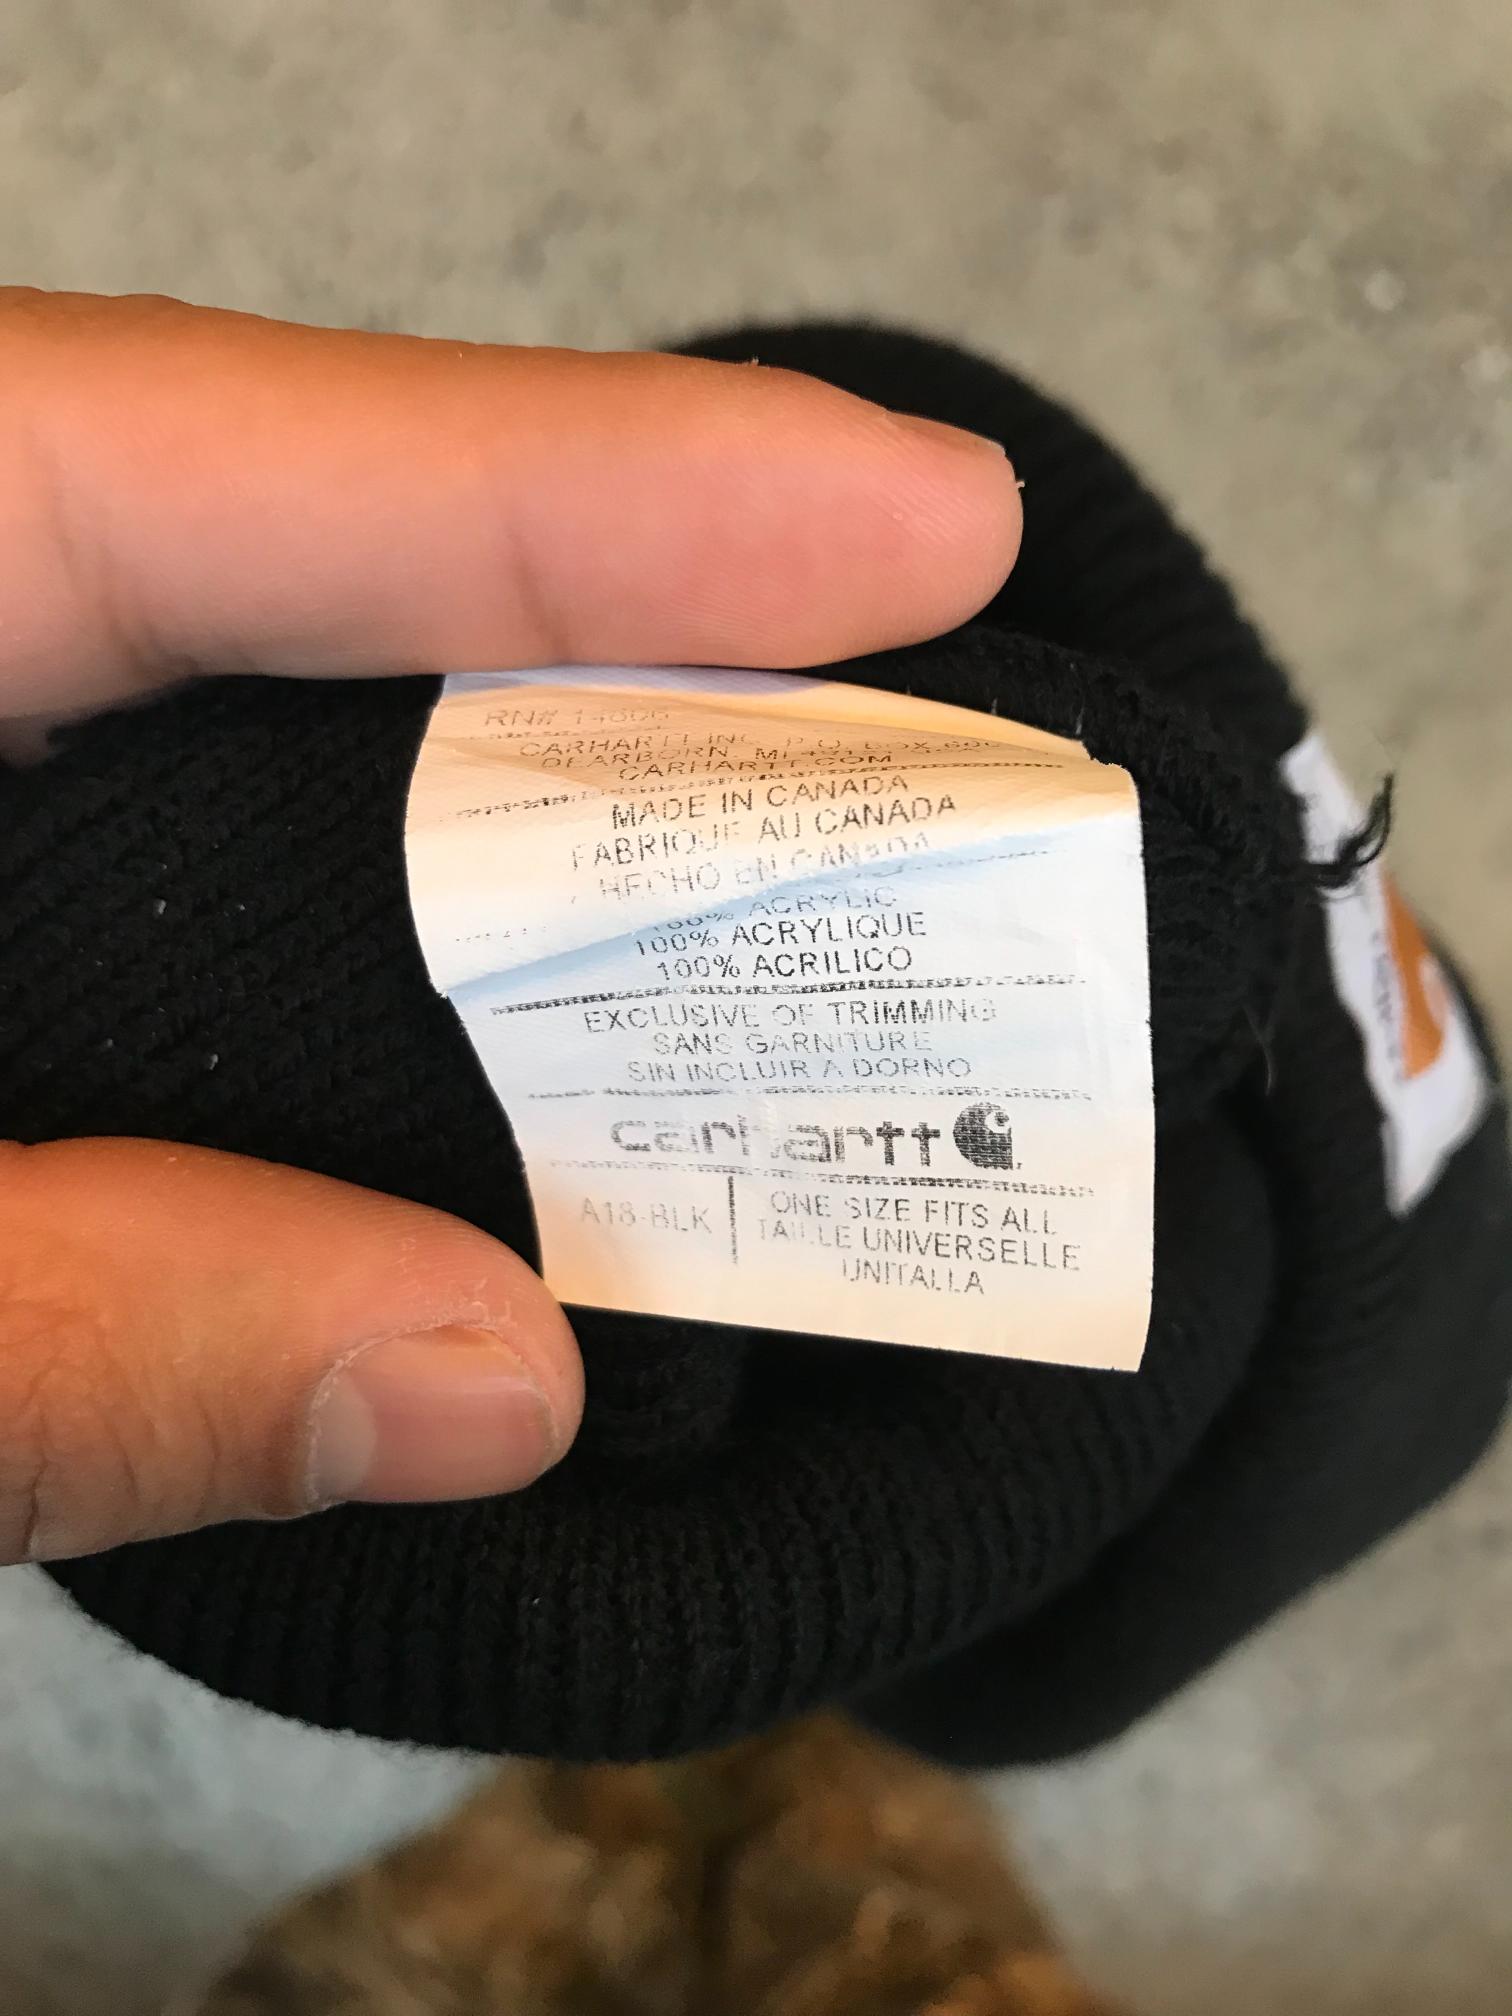 RN# 14806
CARHARTT INC. P.O. BOX 600
DEARBORN, MI
CARHARTT.COM
MADE IN CANADA
FABRIQUE AU CANADA
HECHO EN CANADA
100% ACRYLIC
100% ACRYLIQUE
100% ACRILICO
EXCLUSIVE OF TRIMMING
SANS GARNITURE
SIN INCLUIR A DORNO
carhartt
A18-BLK
ONE SIZE FITS ALL
TAILLE UNIVERSELLE
UNITALLA